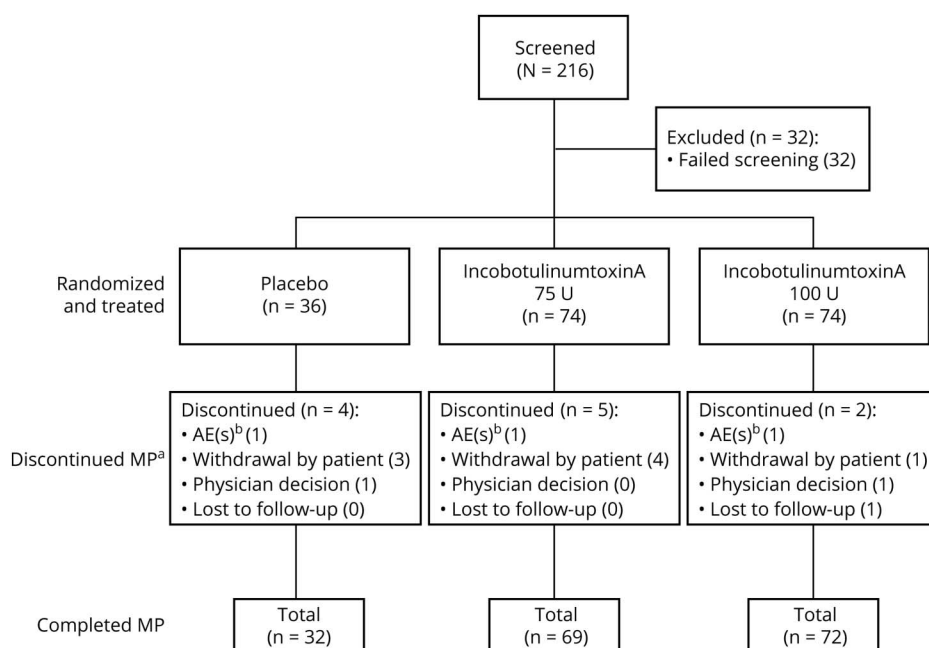 Screened
(N = 216)
Excluded (n = 32):
• Failed screening (32)
Randomized
and treated
Placebo
(n = 36)
IncobotulinumtoxinA
75 U
(n = 74)
IncobotulinumtoxinA
100 U
(n = 74)
Discontinued MPᵃ
Discontinued (n = 4):
• AE(s)ᵇ (1)
• Withdrawal by patient (3)
• Physician decision (1)
• Lost to follow-up (0)
Discontinued (n = 5):
• AE(s)ᵇ (1)
• Withdrawal by patient (4)
• Physician decision (0)
• Lost to follow-up (0)
Discontinued (n = 2):
• AE(s)ᵇ (1)
• Withdrawal by patient (1)
• Physician decision (1)
• Lost to follow-up (1)
Completed MP
Total
(n = 32)
Total
(n = 69)
Total
(n = 72)